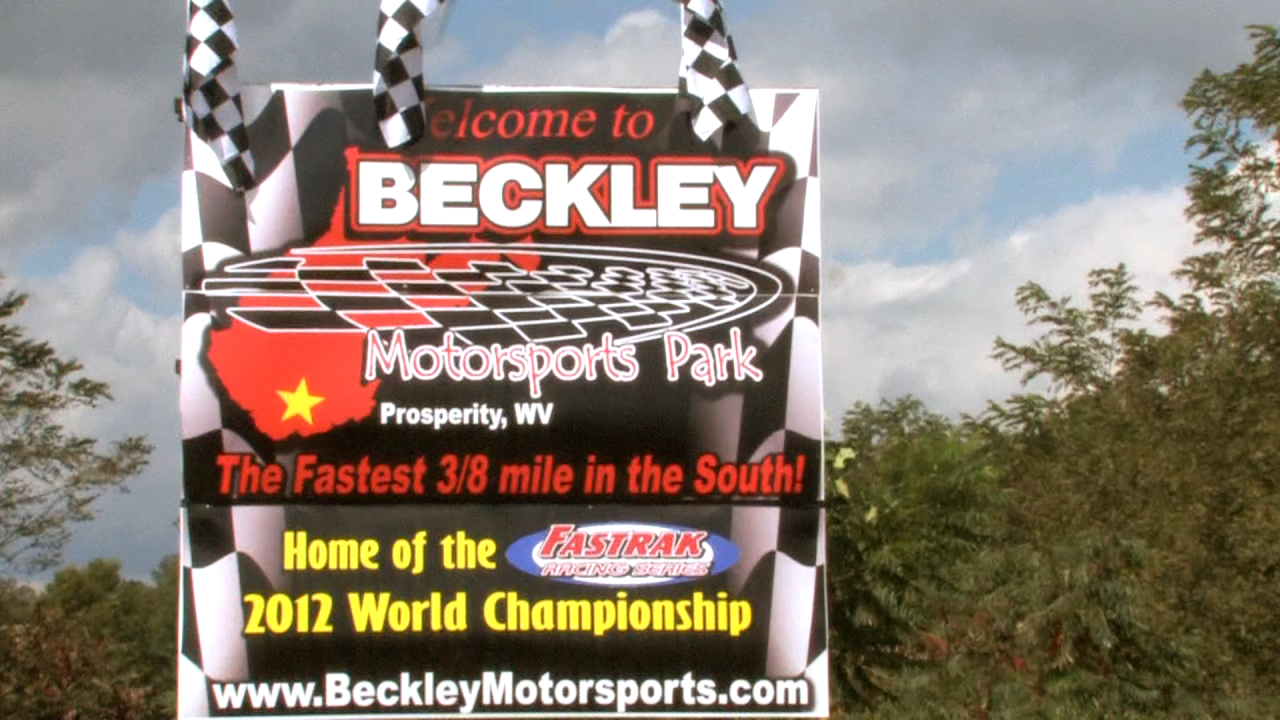 elcome to
BECKLEY
Motorsports Park
Prosperity, WV
The Fastest 3/8 mile in the South!
Home of the FASTRAK
RACING SERIES
2012 World Championship
www.BeckleyMotorsports.com